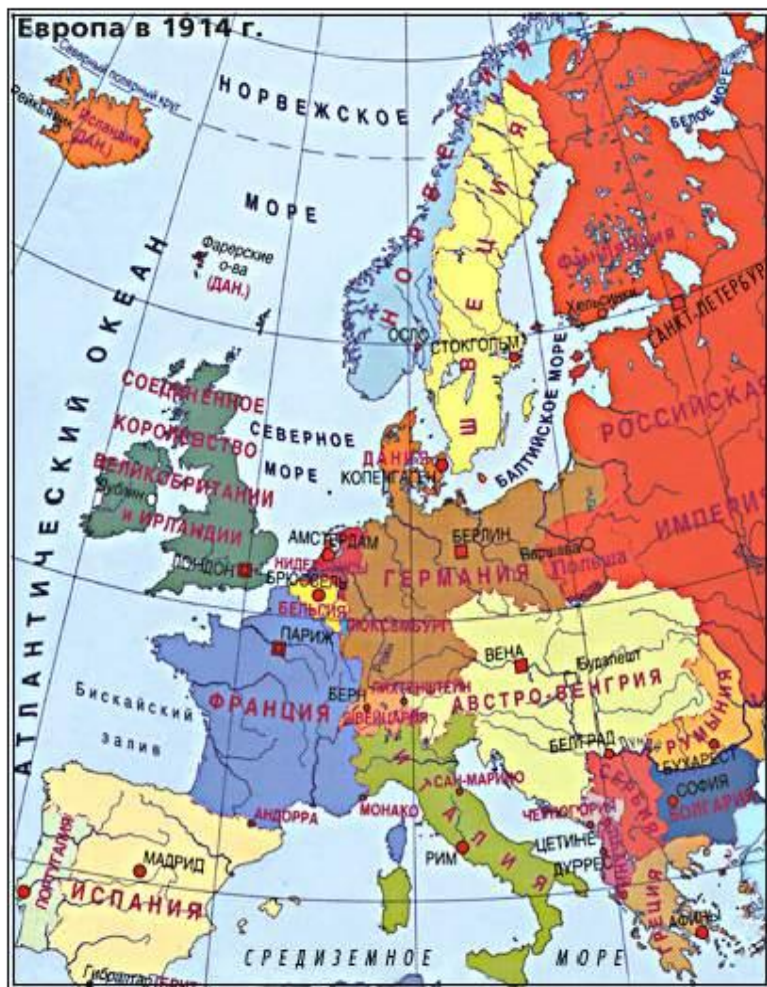 Европа в 1914 г.
Северный полярный круг
НОРВЕЖСКОЕ
МОРЕ
Рейкьявик
Исландия
(ДАН.)
БЕЛОЕ МОРЕ
НОРВЕГИЯ
ШВЕЦИЯ
Фарерские
о-ва
(ДАН.)
Финляндия
Хельсинки
САНКТ-ПЕТЕРБУРГ
ОСЛО
СТОКГОЛЬМ
АТЛАНТИЧЕСКИЙ ОКЕАН
СОЕДИНЕННОЕ
КОРОЛЕВСТВО
ВЕЛИКОБРИТАНИИ
и ИРЛАНДИИ
Дублин
ЛОНДОН
СЕВЕРНОЕ
МОРЕ
ДАНИЯ
КОПЕНГАГЕН
БАЛТИЙСКОЕ МОРЕ
РОССИЙСКАЯ
ИМПЕРИЯ
АМСТЕРДАМ
НИДЕРЛАНДЫ
БРЮССЕЛЬ
БЕЛЬГИЯ
ЛЮКСЕМБУРГ
БЕРЛИН
ГЕРМАНИЯ
Варшава
Польша
ПАРИЖ
ФРАНЦИЯ
Бискайский
залив
БЕРН
ЛИХТЕНШТЕЙН
ШВЕЙЦАРИЯ
ВЕНА
Будапешт
АВСТРО-ВЕНГРИЯ
БЕЛГРАД
РУМЫНИЯ
БУХАРЕСТ
СОФИЯ
БОЛГАРИЯ
СЕРБИЯ
ЧЕРНОГОРИЯ
ЦЕТИНЕ
ДУРРЕС
АЛБАНИЯ
САН-МАРИНО
ИТАЛИЯ
РИМ
МОНАКО
АНДОРРА
ПОРТУГАЛИЯ
МАДРИД
ИСПАНИЯ
ГРЕЦИЯ
АФИНЫ
СРЕДИЗЕМНОЕ МОРЕ
Гибралтар